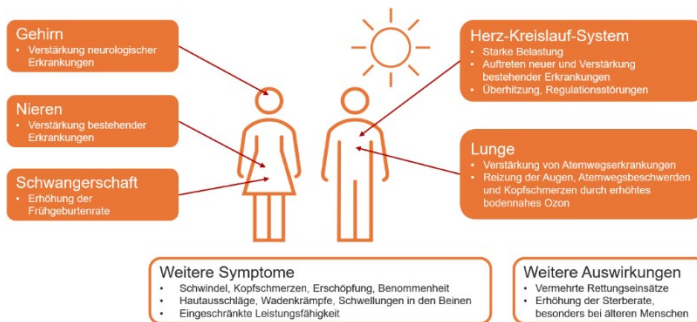 Gehirn
• Verstärkung neurologischer
Erkrankungen
Nieren
• Verstärkung bestehender
Erkrankungen
Schwangerschaft
• Erhöhung der
Frühgeburtenrate
Herz-Kreislauf-System
• Starke Belastung
• Auftreten neuer und Verstärkung
bestehender Erkrankungen
• Überhitzung, Regulationsstörungen
Lunge
• Verstärkung von Atemwegserkrankungen
• Reizung der Augen, Atemwegsbeschwerden
und Kopfschmerzen durch erhöhtes
bodennahes Ozon
Weitere Symptome
• Schwindel, Kopfschmerzen, Erschöpfung, Benommenheit
• Hautausschläge, Wadenkrämpfe, Schwellungen in den Beinen
• Eingeschränkte Leistungsfähigkeit
Weitere Auswirkungen
• Vermehrte Rettungseinsätze
• Erhöhung der Sterberate,
besonders bei älteren Menschen